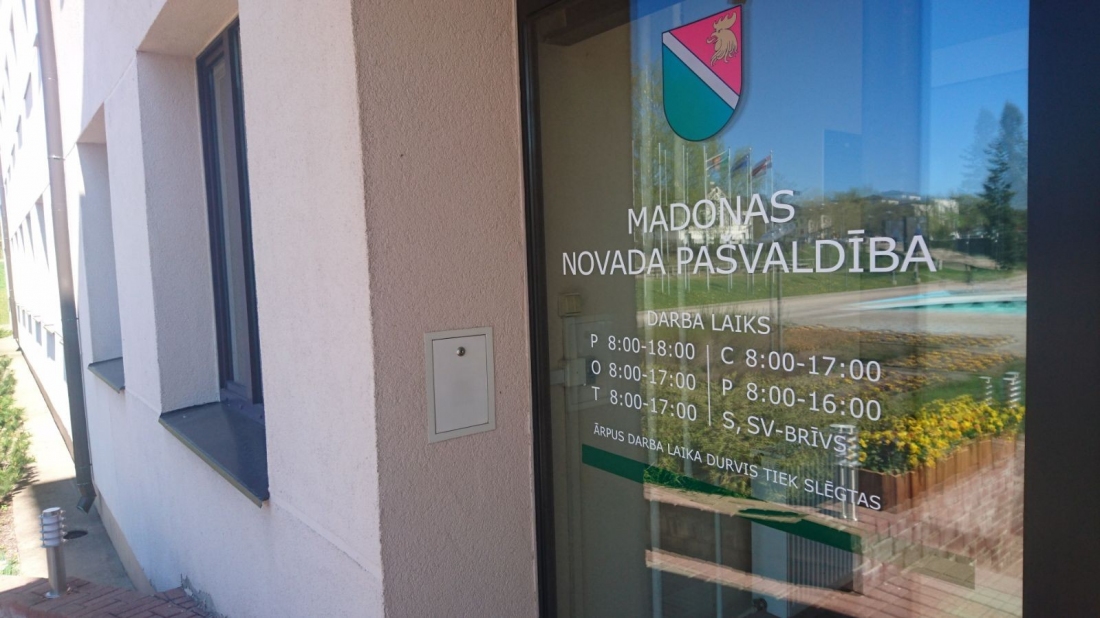 MADONAS
NOVADA PAŠVALDĪBA
DARBA LAIKS
P 8:00-18:00
O 8:00-17:00
T 8:00-17:00
C 8:00-17:00
P 8:00-16:00
S, SV-BRĪVS
ĀRPUS DARBA LAIKA DURVIS TIEK SLĒGTAS